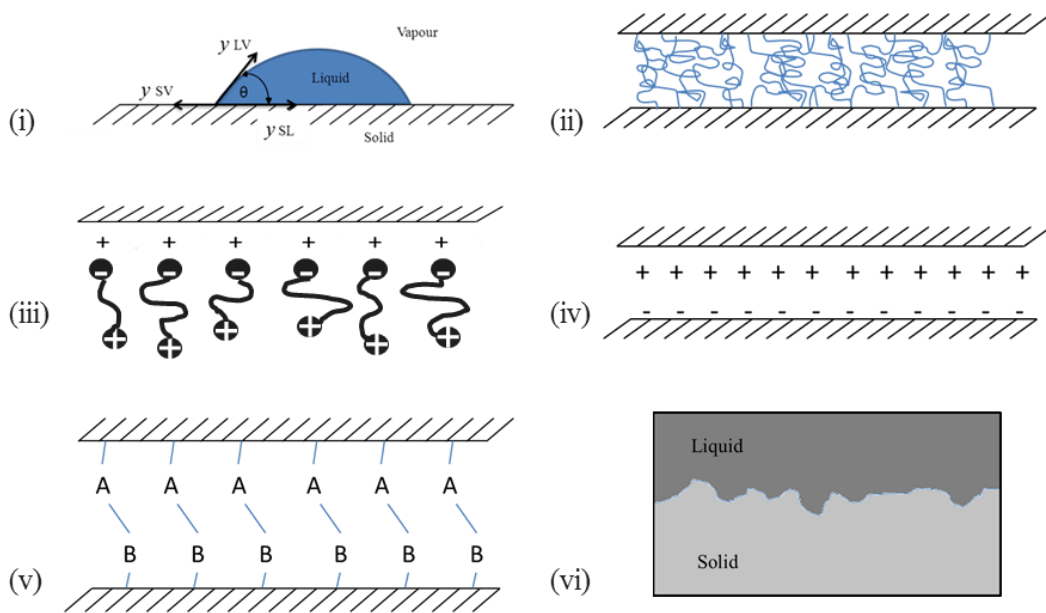 Vapour
y LV
Liquid
θ
y SV
y SL
Solid
(i)
(ii)
+ + + + + +
- - - - - -
+ + + + + +
(iii)
+ + + + + + + + + + + +
- - - - - - - - - - - -
(iv)
A A A A A A
B B B B B B
(v)
Liquid
Solid
(vi)